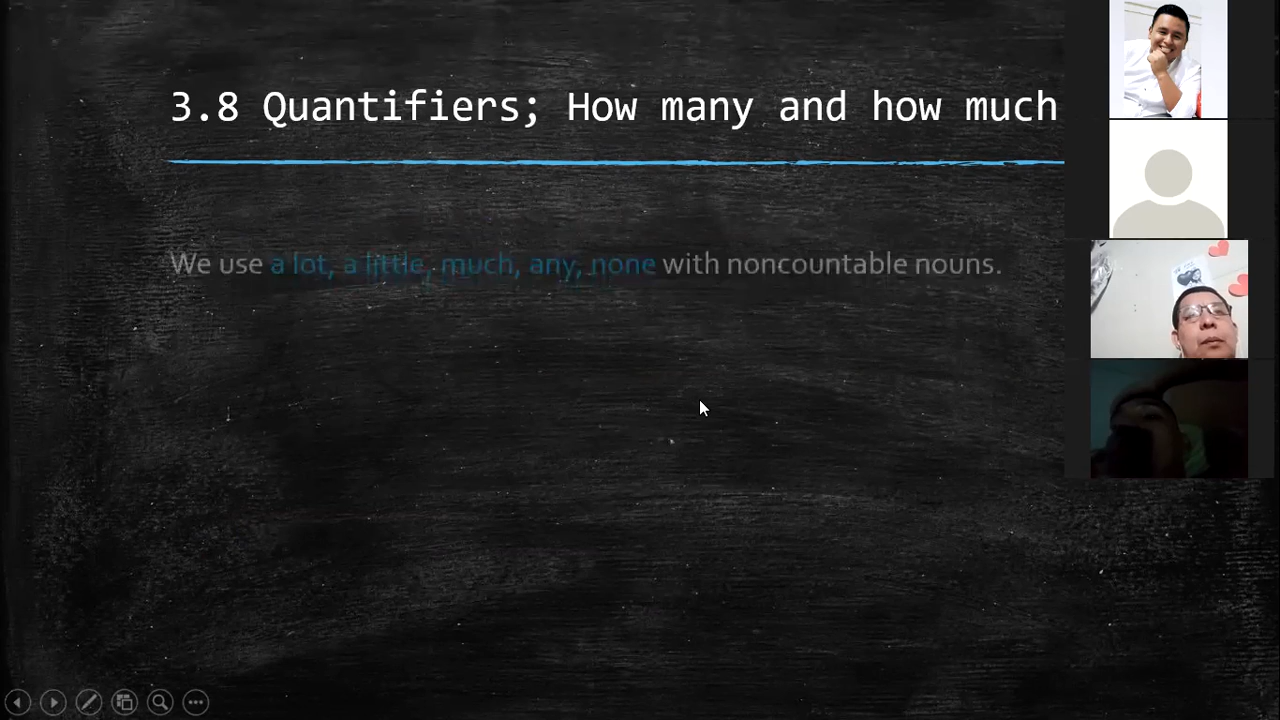 3.8 Quantifiers; How many and how much
We use a lot, a little, much, any, none with noncountable nouns.